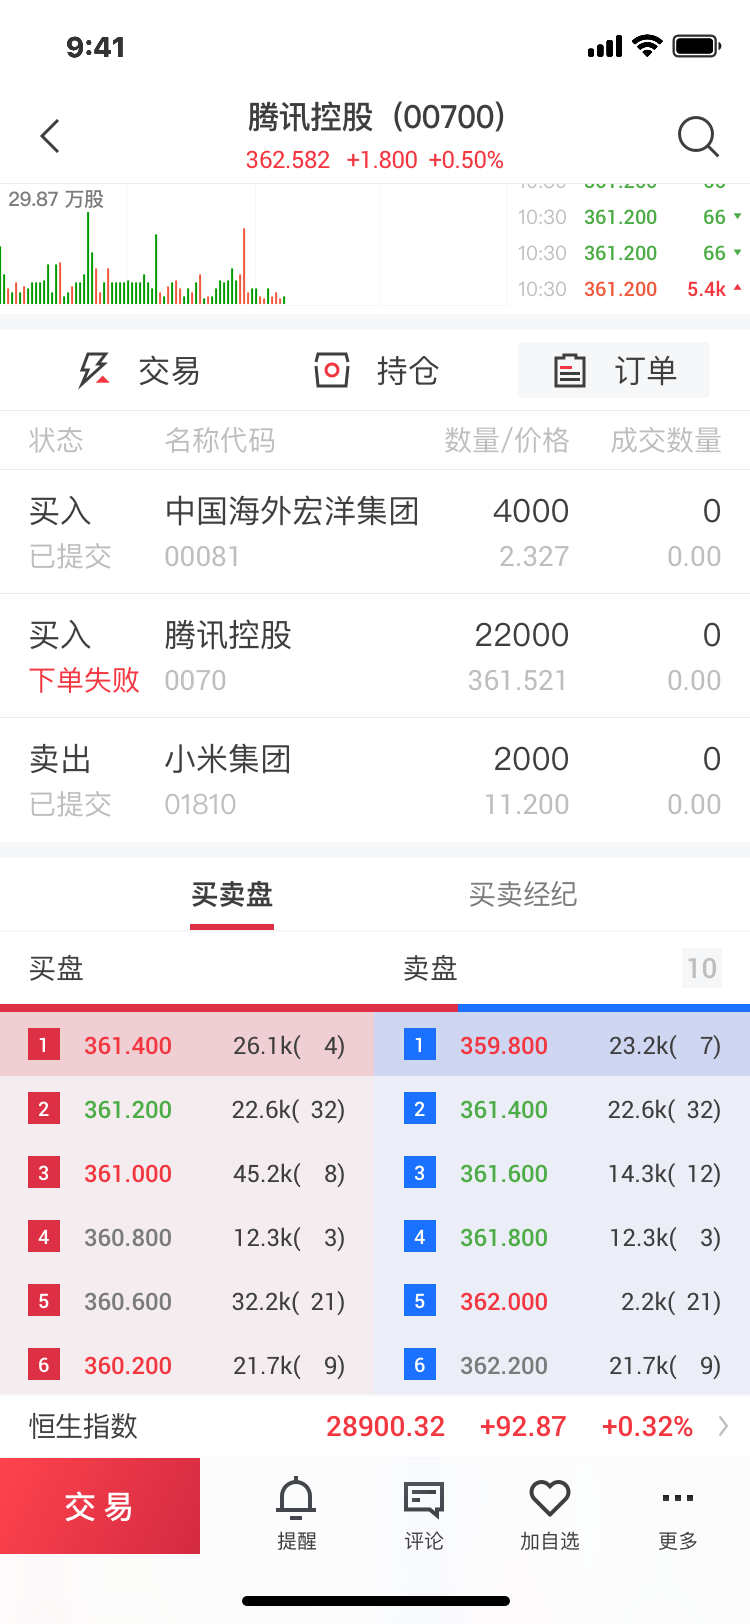 9:41
腾讯控股（00700)
362.582 +1.800 +0.50%
29.87 万股
10:30 361.200 66
10:30 361.200 66
10:30 361.200 66
10:30 361.200 5.4k
交易 持仓 订单
状态 名称代码 数量/价格 成交数量
买入 中国海外宏洋集团 4000 0
已提交 00081 2.327 0.00
买入 腾讯控股 22000 0
下单失败 0070 361.521 0.00
卖出 小米集团 2000 0
已提交 01810 11.200 0.00
买卖盘 买卖经纪
买盘 卖盘 10
1 361.400 26.1k( 4) 1 359.800 23.2k( 7)
2 361.200 22.6k( 32) 2 361.400 22.6k( 32)
3 361.000 45.2k( 8) 3 361.600 14.3k( 12)
4 360.800 12.3k( 3) 4 361.800 12.3k( 3)
5 360.600 32.2k( 21) 5 362.000 2.2k( 21)
6 360.200 21.7k( 9) 6 362.200 21.7k( 9)
恒生指数 28900.32 +92.87 +0.32%
交易 提醒 评论 加自选 更多